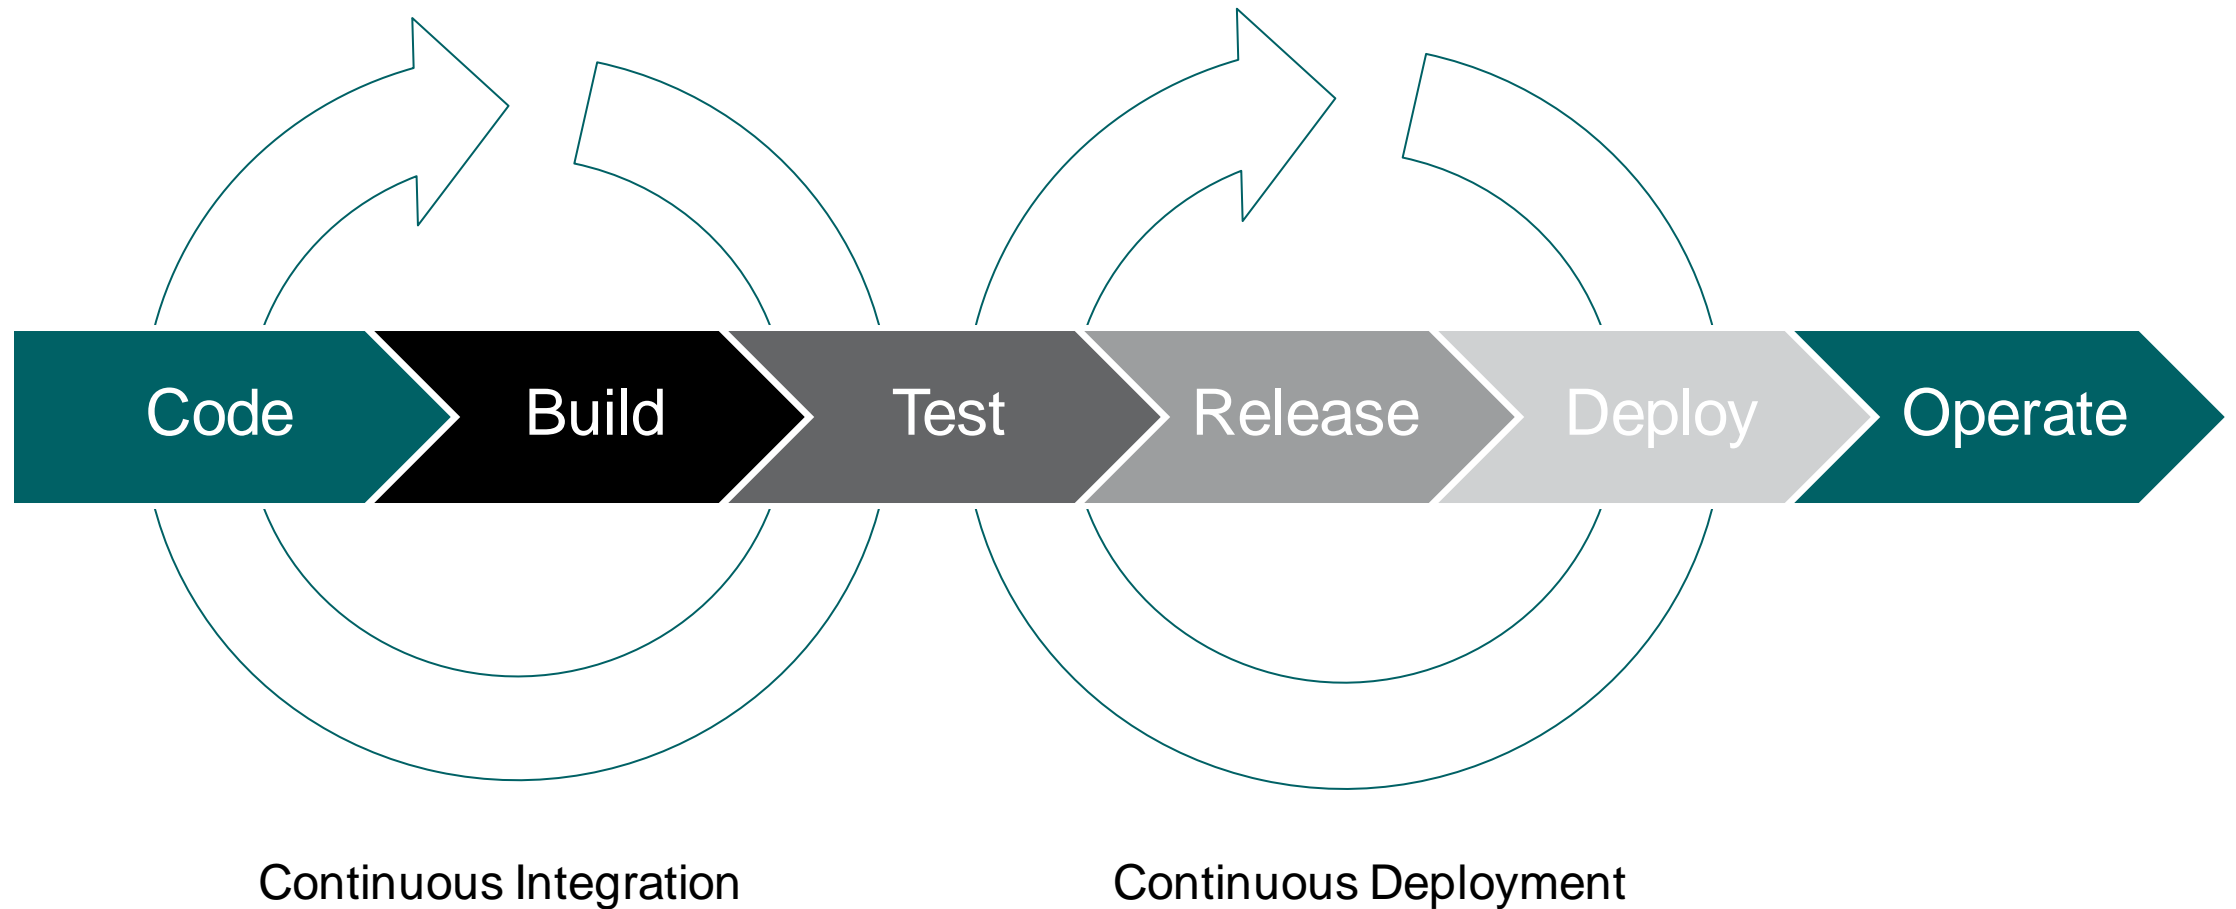 Code
Build
Test
Release
Deploy
Operate
Continuous Integration
Continuous Deployment